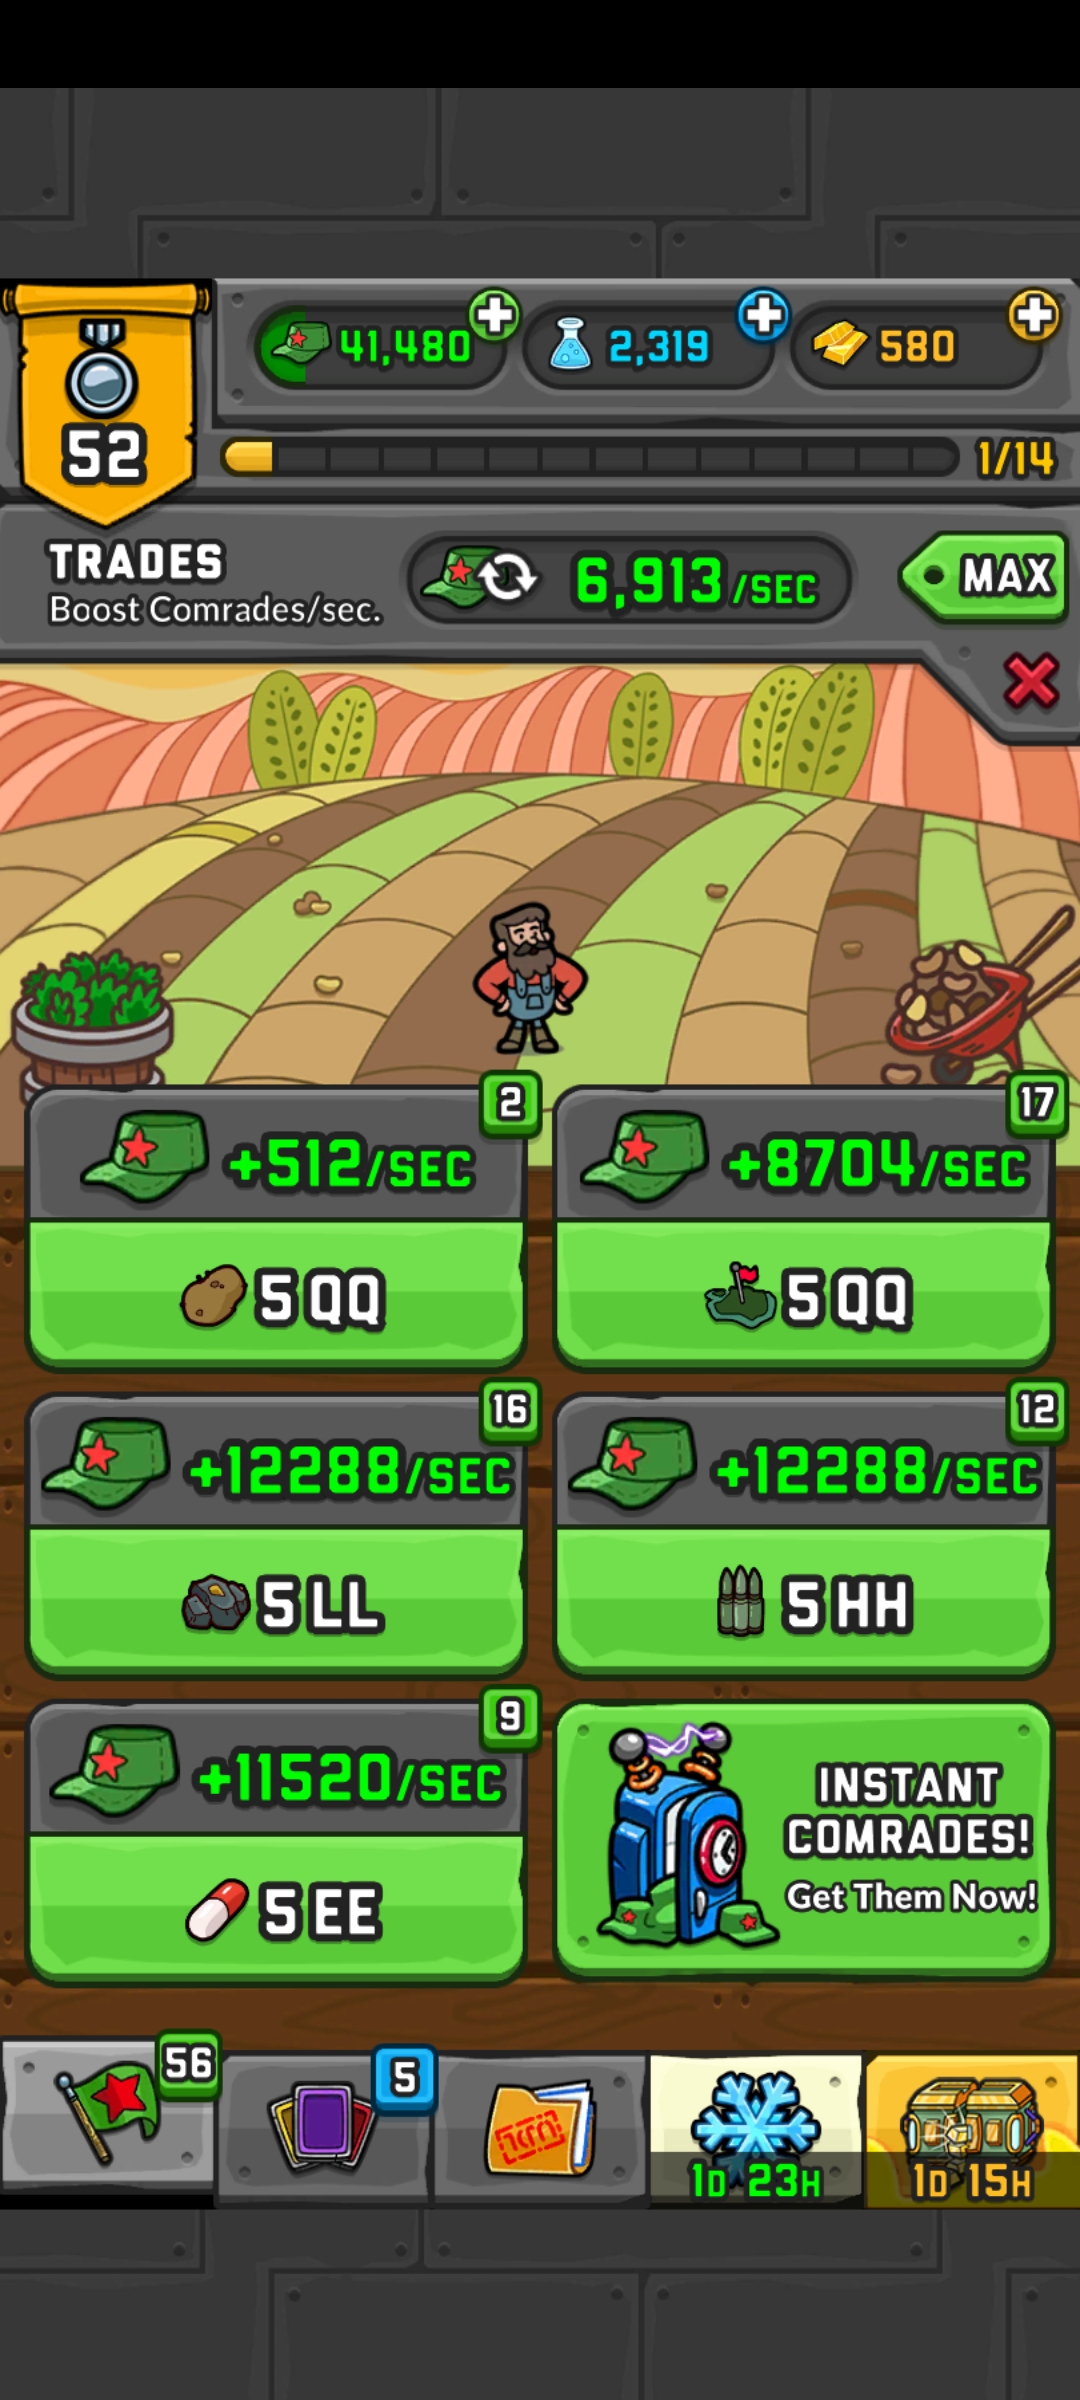 41,480
2,319
580
52
1/14
TRADES
Boost Comrades/sec.
6,913/SEC
MAX
2
+512/SEC
5QQ
17
+8704/SEC
5QQ
16
+12288/SEC
5LL
12
+12288/SEC
5HH
9
+11520/SEC
5EE
INSTANT
COMRADES!
Get Them Now!
56
5
1D 23H
1D 15H